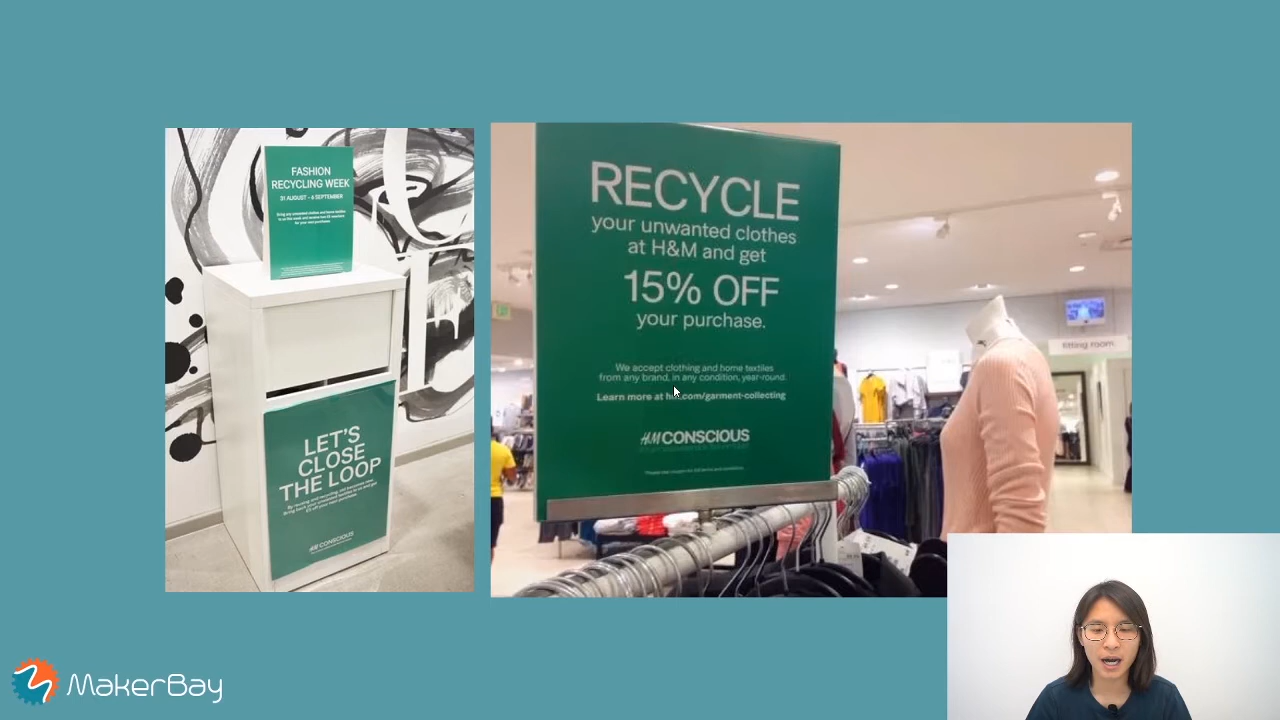 FASHION
RECYCLING WEEK
31 AUGUST - 6 SEPTEMBER
LET'S
CLOSE
THE LOOP
H&M CONSCIOUS
RECYCLE
your unwanted clothes
at H&M and get
15% OFF
your purchase.
We accept clothing and home textiles
from any brand, in any condition, year-round.
Learn more at hm.com/garment-collecting
H&M CONSCIOUS
fitting room
MakerBay